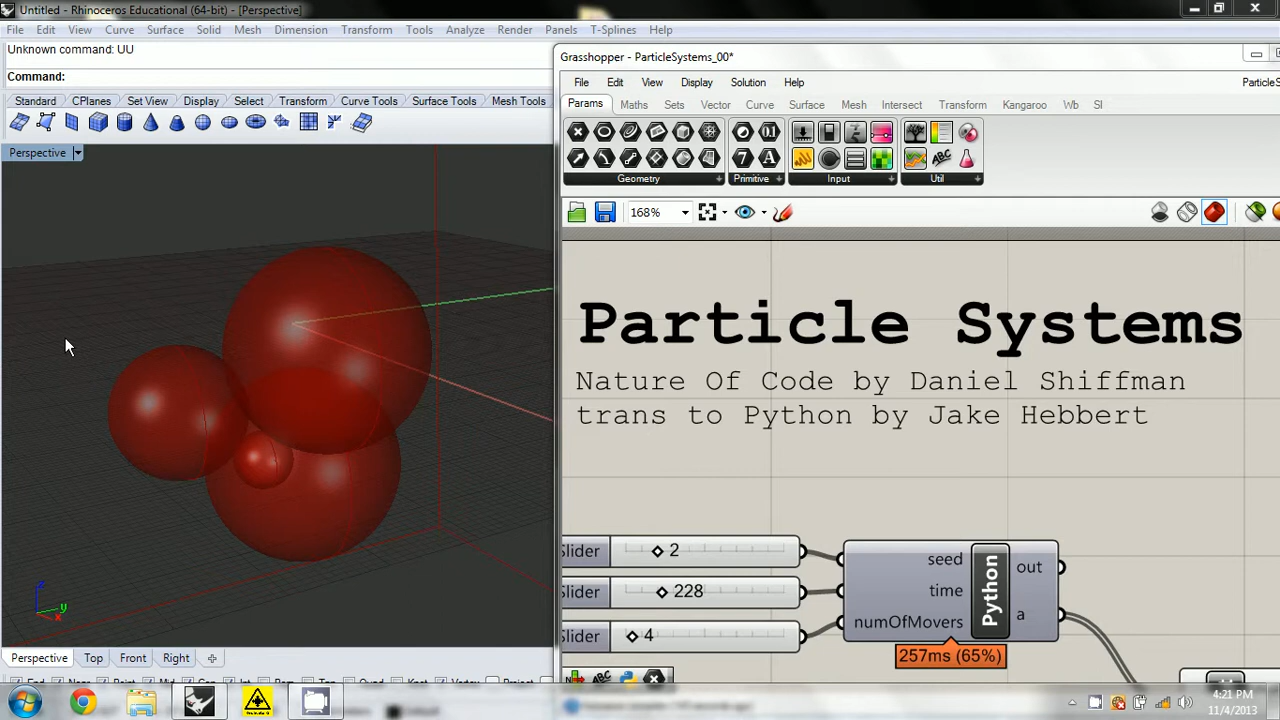 Untitled - Rhinoceros Educational (64-bit) - [Perspective]
File Edit View Curve Surface Solid Mesh Dimension Transform Tools Analyze Render Panels T-Splines Help
Unknown command: UU
Command:
Standard CPlanes Set View Display Select Transform Curve Tools Surface Tools Mesh Tools
Perspective
z
y
x
Perspective Top Front Right
Grasshopper - ParticleSystems_00*
File Edit View Display Solution Help ParticleS
Params Maths Sets Vector Curve Surface Mesh Intersect Transform Kangaroo Wb SI
Geometry Primitive Input Util
168%
Particle Systems
Nature Of Code by Daniel Shiffman
trans to Python by Jake Hebbert
Slider 2
Slider 228
Slider 4
seed
time
numOfMovers
Python
out
a
257ms (65%)
4:21 PM
11/4/2013